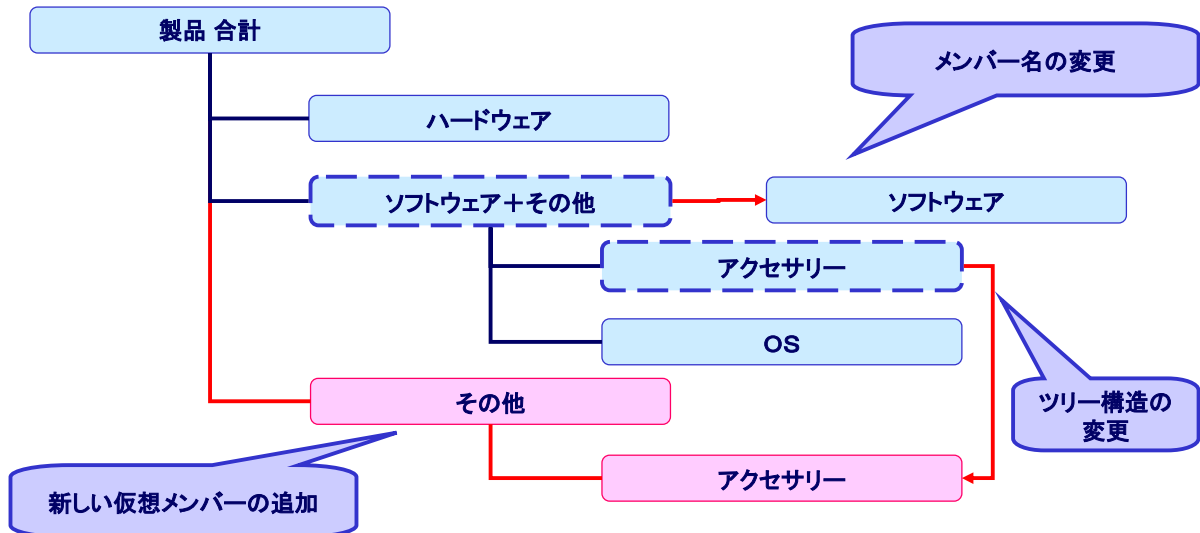 製品 合計
メンバー名の変更
ハードウェア
ソフトウェア＋その他
ソフトウェア
アクセサリー
OS
その他
ツリー構造の
変更
アクセサリー
新しい仮想メンバーの追加